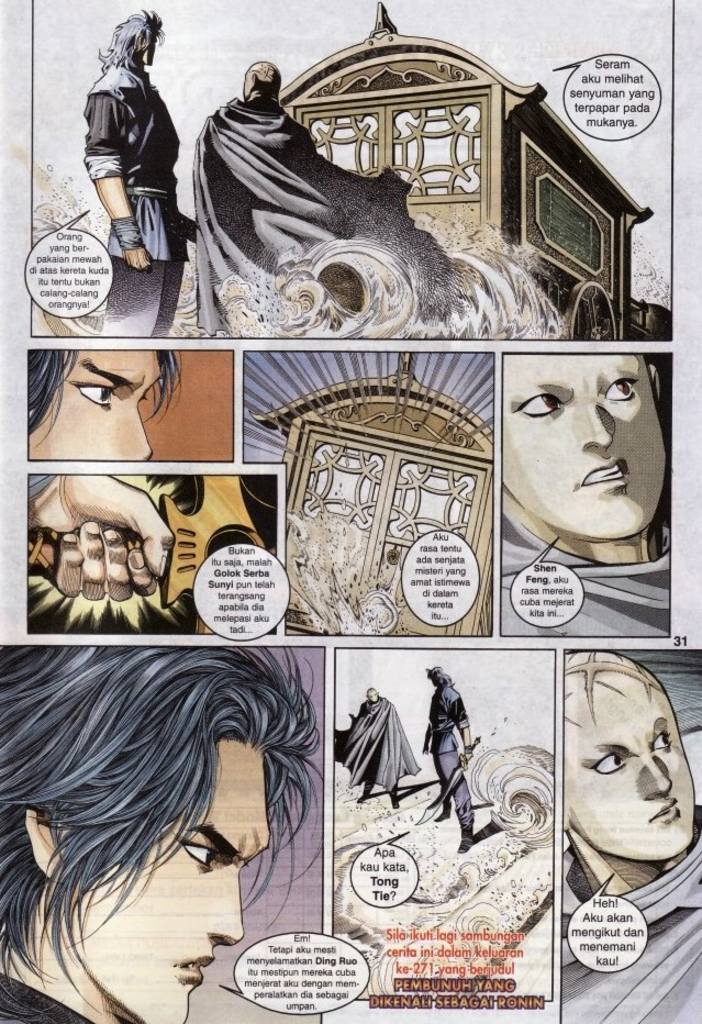 Seram
aku melihat
senyuman yang
terpapar pada
mukanya.
Orang
yang ber-
pakaian mewah
di atas kereta kuda
itu tentu bukan
calang-calang
orangnya!
Bukan
itu saja, malah
Golok Serba
Sunyi pun telah
terangsang
apabila dia
melepasi aku
tadi...
Aku
rasa tentu
ada senjata
misteri yang
amat istimewa
di dalam
kereta
itu...
Shen
Feng, aku
rasa mereka
cuba mejerat
kita ini...
31
Em!
Tetapi aku mesti
menyelamatkan Ding Ruo
itu mestipun mereka cuba
menjerat aku dengan mem-
peralatkan dia sebagai
umpan.
Apa
kau kata,
Tong
Tie?
Heh!
Aku akan
mengikut dan
menemani
kau!
Sila ikuti lagi sambungan
cerita ini dalam keluaran
ke-271 yang berjudul
PEMBUNUH YANG
DIKENALI SEBAGAI RONIN